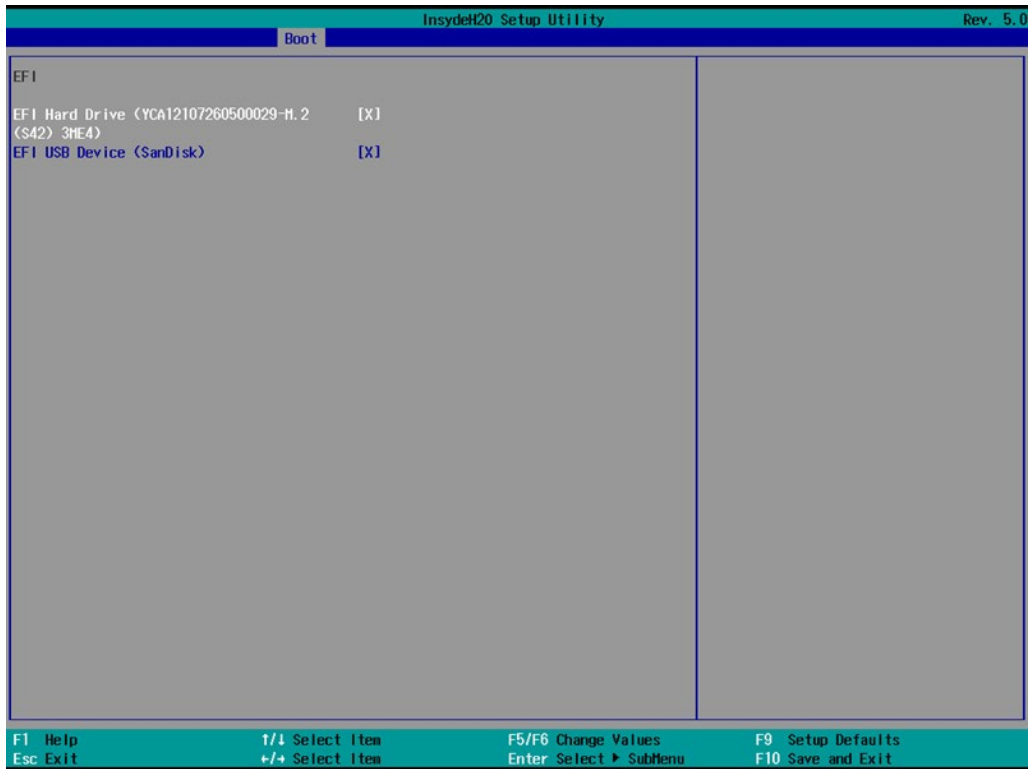 InsydeH20 Setup Utility Rev. 5.0
Boot
EFI
EFI Hard Drive (YCA12107260500029-M.2 [X]
(S42) 3ME4)
EFI USB Device (SanDisk) [X]
F1 Help ↑/↓ Select Item F5/F6 Change Values F9 Setup Defaults
Esc Exit ←/→ Select Item Enter Select ▶ SubMenu F10 Save and Exit